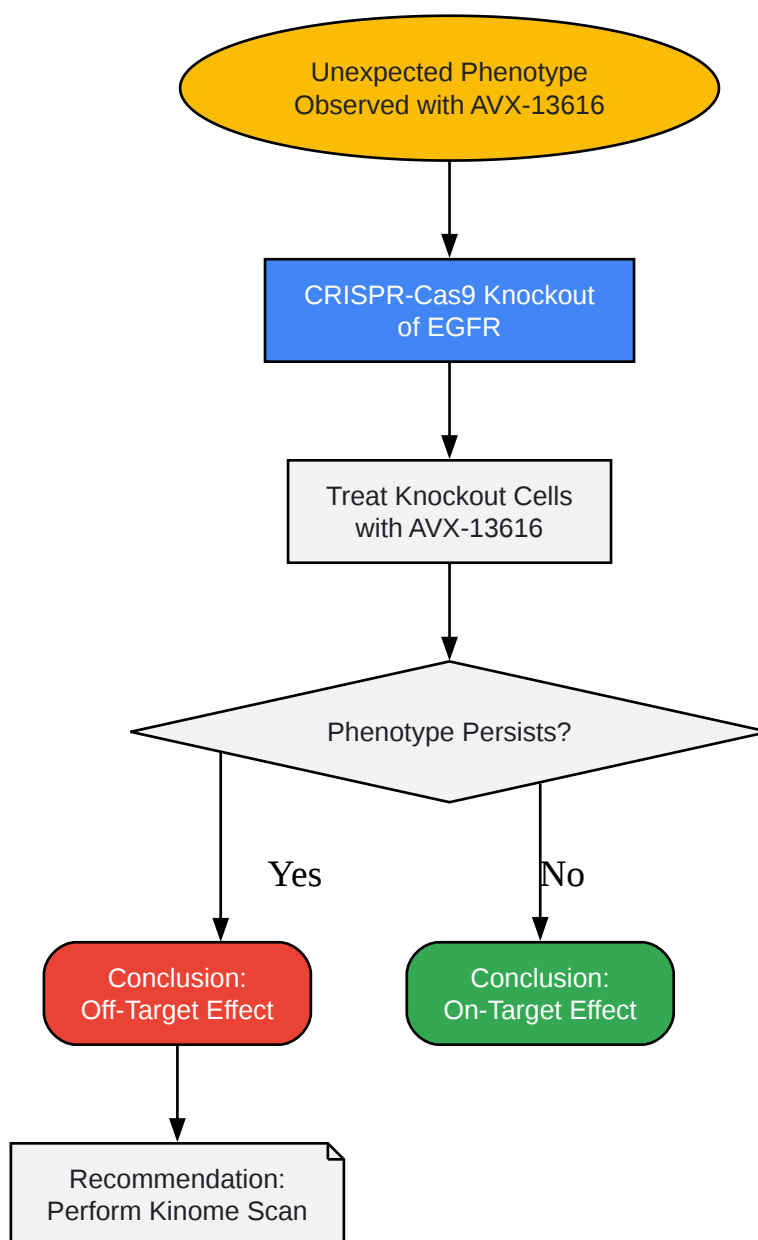 Unexpected Phenotype
Observed with AVX-13616
CRISPR-Cas9 Knockout
of EGFR
Treat Knockout Cells
with AVX-13616
Phenotype Persists?
Yes
No
Conclusion:
Off-Target Effect
Conclusion:
On-Target Effect
Recommendation:
Perform Kinome Scan